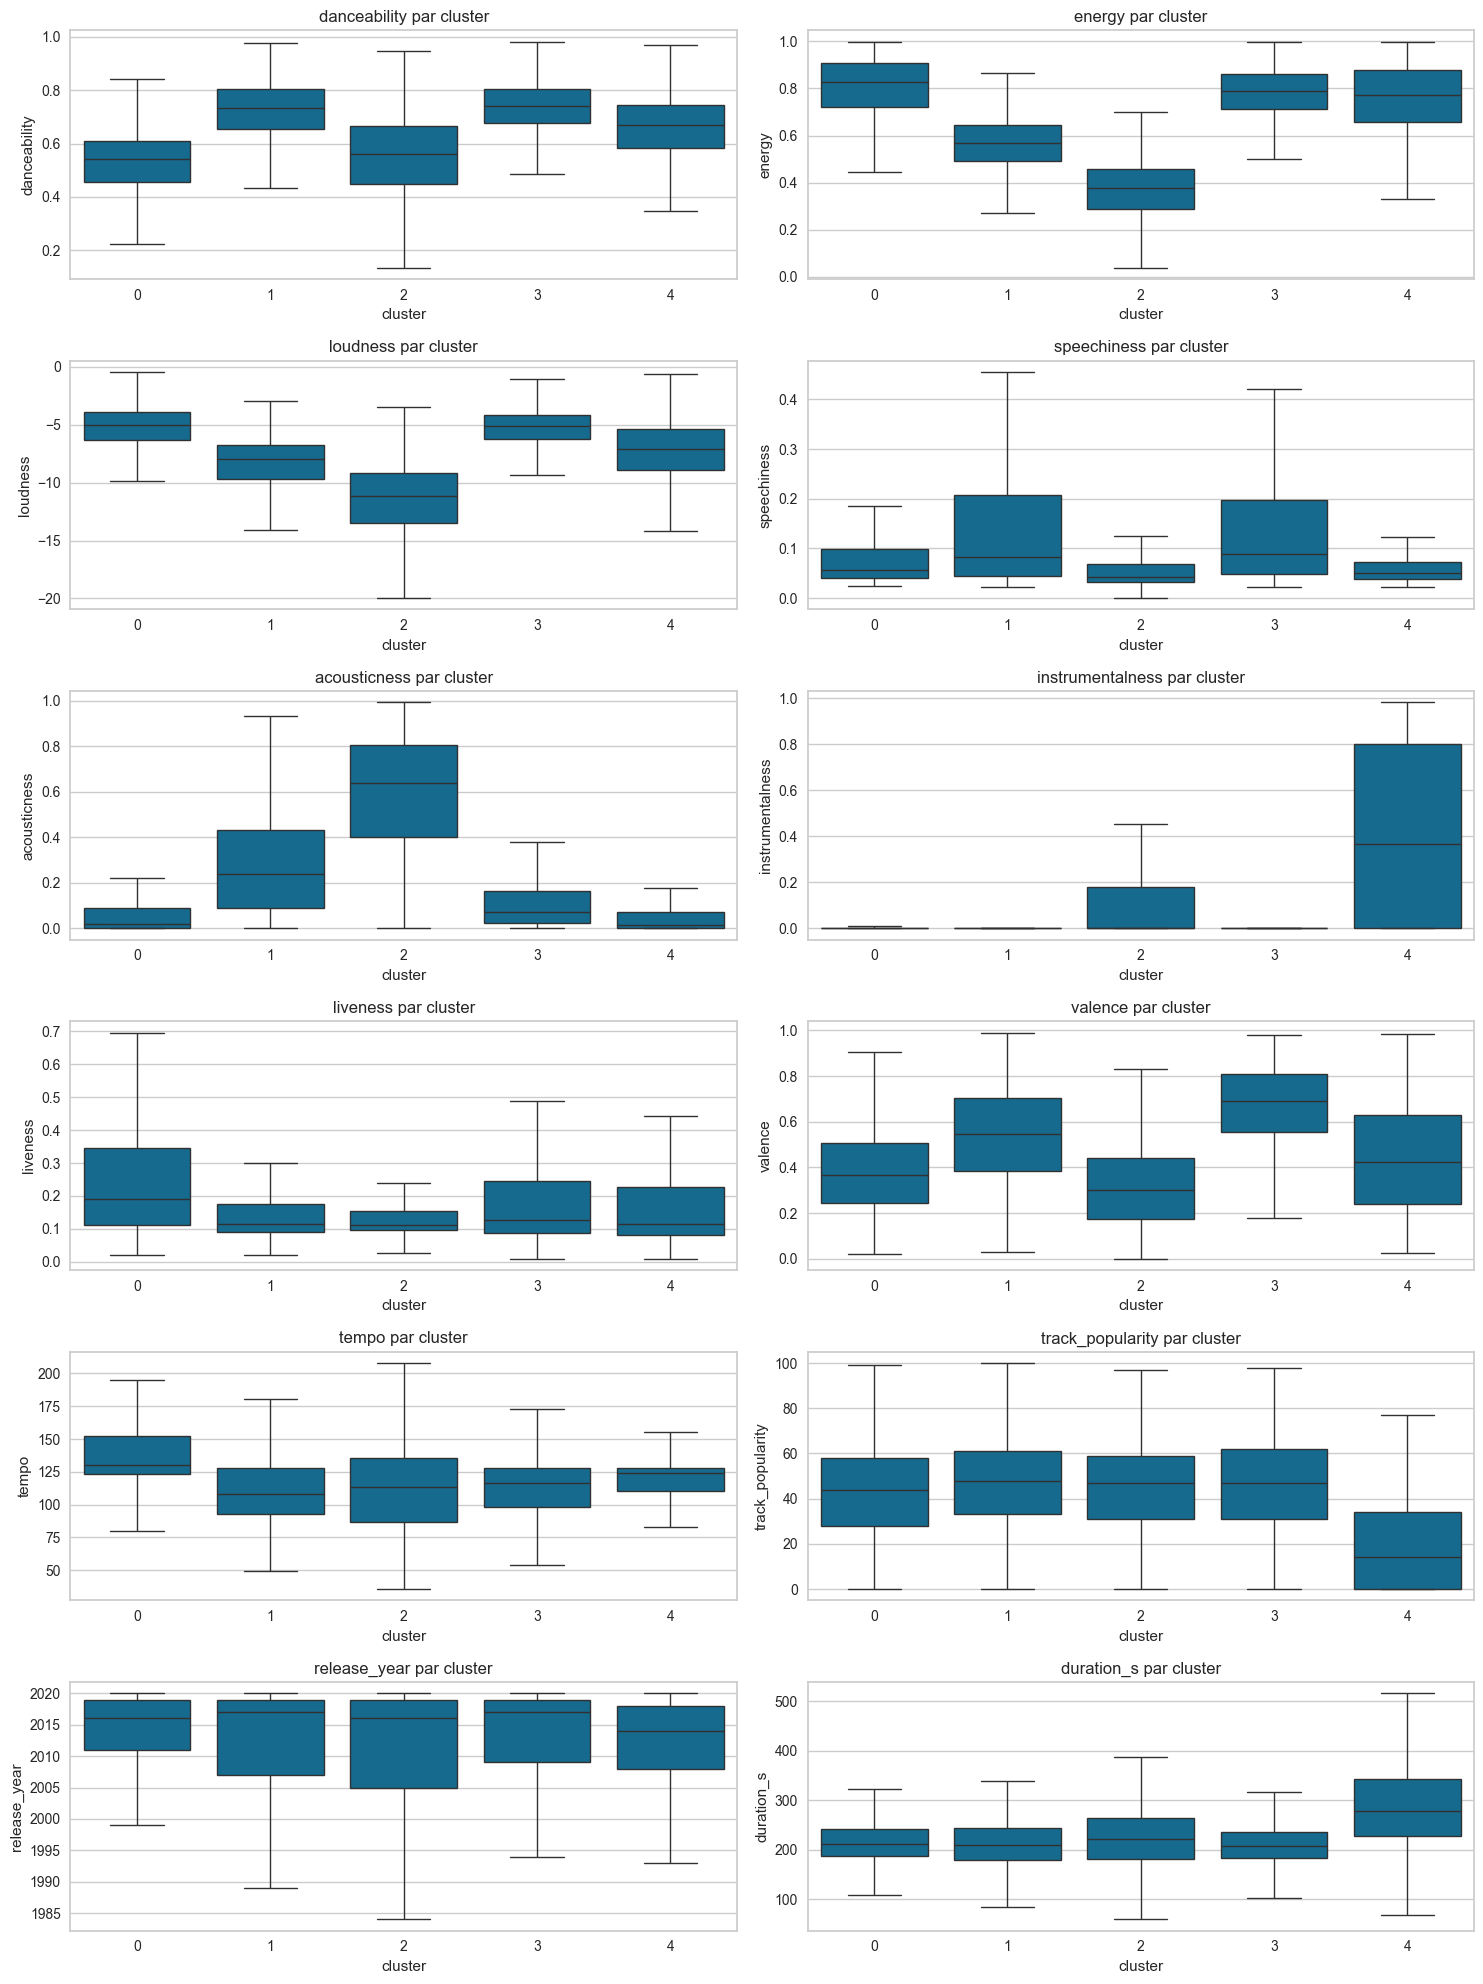 danceability par cluster
1.0
0.8
0.6
0.4
0.2
danceability
0 1 2 3 4
cluster
energy par cluster
1.0
0.8
0.6
0.4
0.2
0.0
energy
0 1 2 3 4
cluster
loudness par cluster
0
−5
−10
−15
−20
loudness
0 1 2 3 4
cluster
speechiness par cluster
0.4
0.3
0.2
0.1
0.0
speechiness
0 1 2 3 4
cluster
acousticness par cluster
1.0
0.8
0.6
0.4
0.2
0.0
acousticness
0 1 2 3 4
cluster
instrumentalness par cluster
1.0
0.8
0.6
0.4
0.2
0.0
instrumentalness
0 1 2 3 4
cluster
liveness par cluster
0.7
0.6
0.5
0.4
0.3
0.2
0.1
0.0
liveness
0 1 2 3 4
cluster
valence par cluster
1.0
0.8
0.6
0.4
0.2
0.0
valence
0 1 2 3 4
cluster
tempo par cluster
200
175
150
125
100
75
50
tempo
0 1 2 3 4
cluster
track_popularity par cluster
100
80
60
40
20
0
track_popularity
0 1 2 3 4
cluster
release_year par cluster
2020
2015
2010
2005
2000
1995
1990
1985
release_year
0 1 2 3 4
cluster
duration_s par cluster
500
400
300
200
100
duration_s
0 1 2 3 4
cluster